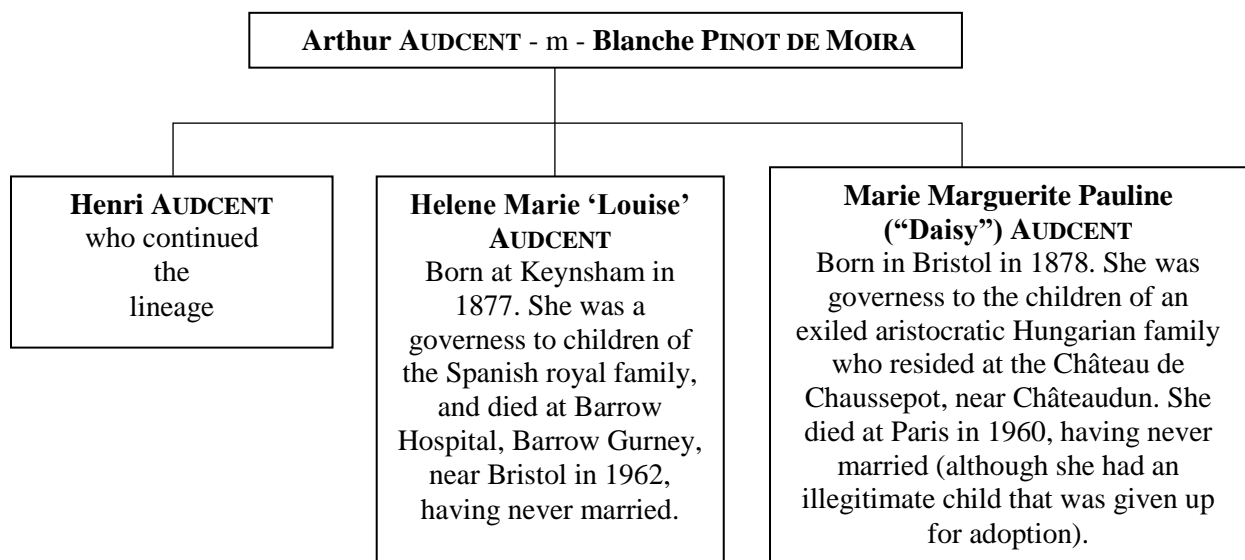 Arthur AUDCENT - m - Blanche PINOT DE MOIRA
Henri AUDCENT
who continued
the
lineage
Helene Marie ‘Louise’
AUDCENT
Born at Keynsham in
1877. She was a
governess to children of
the Spanish royal family,
and died at Barrow
Hospital, Barrow Gurney,
near Bristol in 1962,
having never married.
Marie Marguerite Pauline
(“Daisy”) AUDCENT
Born in Bristol in 1878. She was
governess to the children of an
exiled aristocratic Hungarian family
who resided at the Château de
Chaussepot, near Châteaudun. She
died at Paris in 1960, having never
married (although she had an
illegitimate child that was given up
for adoption).